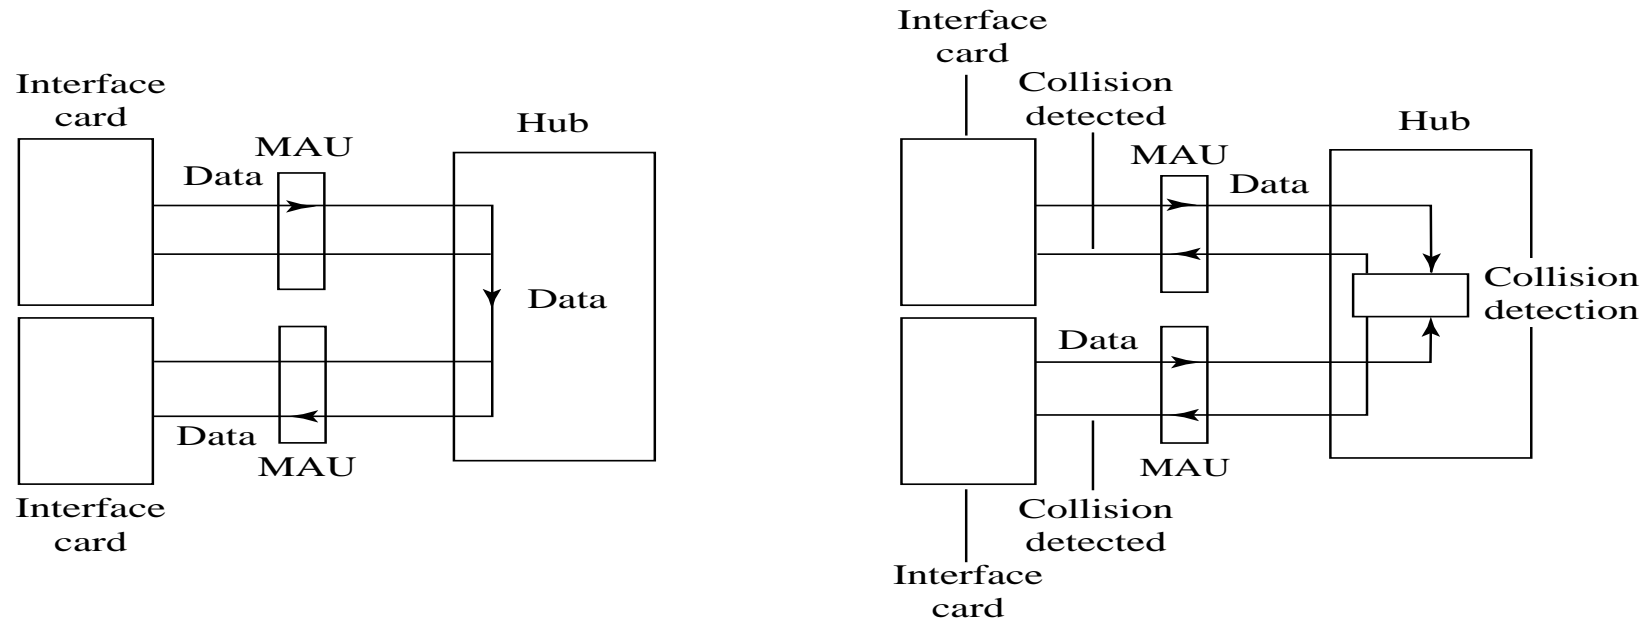 Interface
card
MAU
Hub
Data
Data
Data
MAU
Interface
card
Interface
card
Collision
detected
MAU
Hub
Data
Collision
detection
Data
MAU
Collision
detected
Interface
card